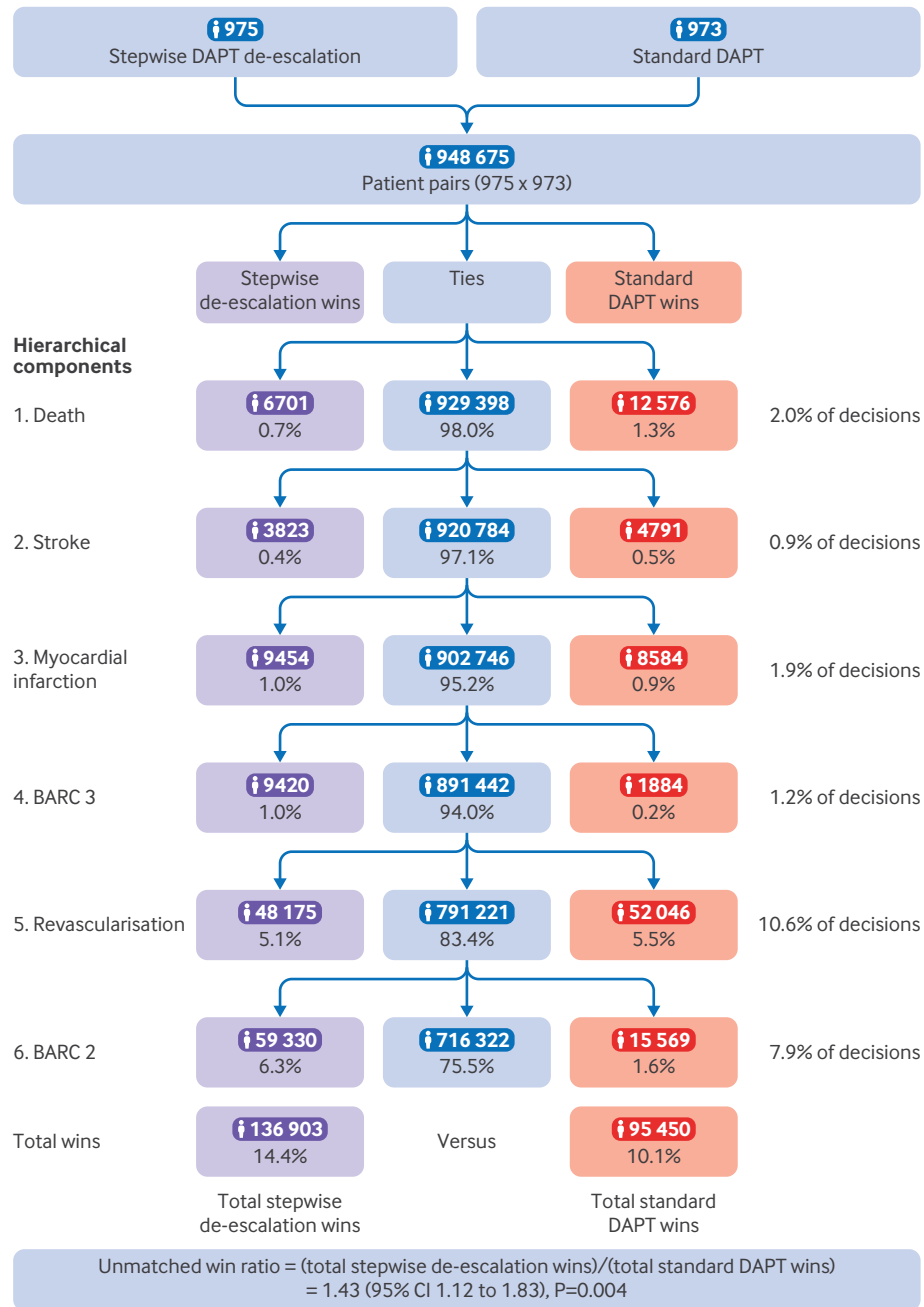 975
Stepwise DAPT de-escalation
973
Standard DAPT
948 675
Patient pairs (975 x 973)
Stepwise
de-escalation wins
Ties
Standard
DAPT wins
Hierarchical
components
1. Death
6701
0.7%
929 398
98.0%
12 576
1.3%
2.0% of decisions
2. Stroke
3823
0.4%
920 784
97.1%
4791
0.5%
0.9% of decisions
3. Myocardial
infarction
9454
1.0%
902 746
95.2%
8584
0.9%
1.9% of decisions
4. BARC 3
9420
1.0%
891 442
94.0%
1884
0.2%
1.2% of decisions
5. Revascularisation
48 175
5.1%
791 221
83.4%
52 046
5.5%
10.6% of decisions
6. BARC 2
59 330
6.3%
716 322
75.5%
15 569
1.6%
7.9% of decisions
Total wins
136 903
14.4%
Versus
95 450
10.1%
Total stepwise
de-escalation wins
Total standard
DAPT wins
Unmatched win ratio = (total stepwise de-escalation wins)/(total standard DAPT wins)
= 1.43 (95% CI 1.12 to 1.83), P=0.004